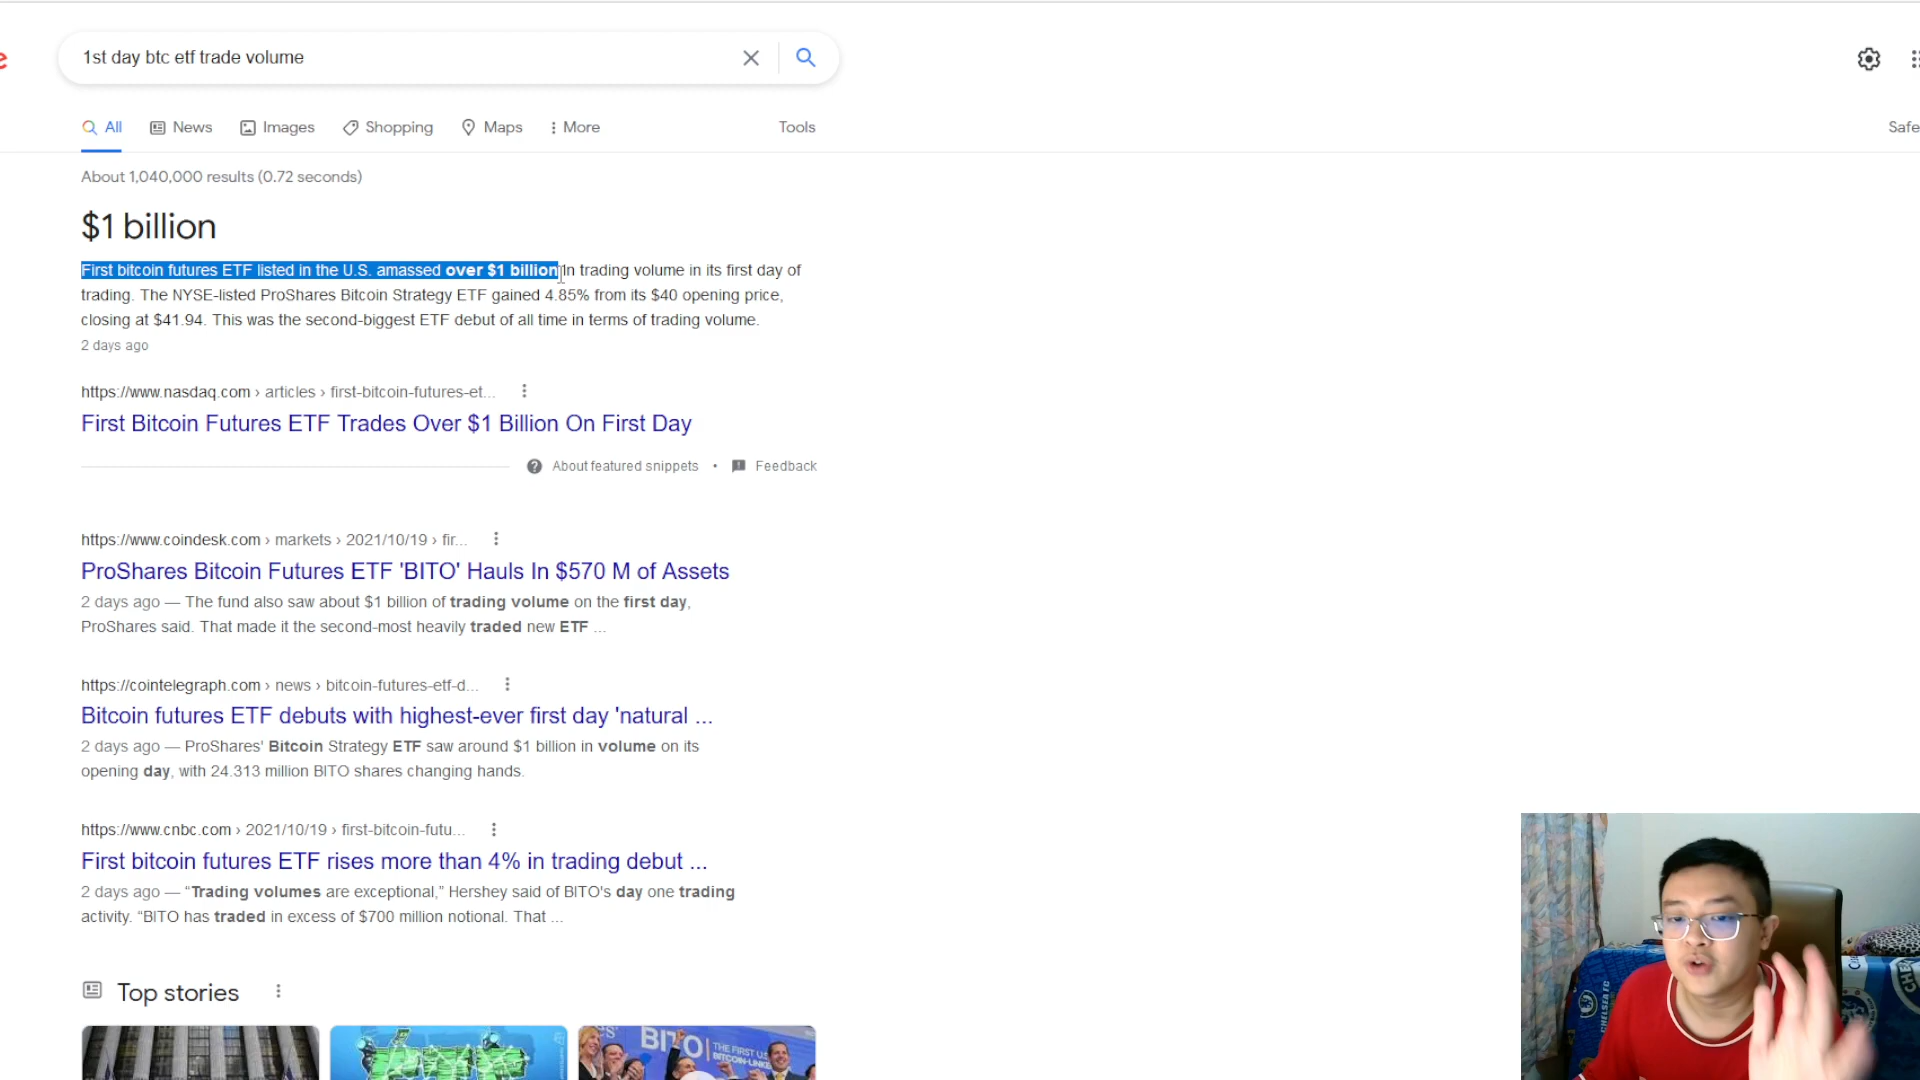 e
1st day btc etf trade volume
All News Images Shopping Maps More Tools Safe
About 1,040,000 results (0.72 seconds)
$1 billion
First bitcoin futures ETF listed in the U.S. amassed over $1 billion in trading volume in its first day of
trading. The NYSE-listed ProShares Bitcoin Strategy ETF gained 4.85% from its $40 opening price,
closing at $41.94. This was the second-biggest ETF debut of all time in terms of trading volume.
2 days ago
https://www.nasdaq.com › articles › first-bitcoin-futures-et...
First Bitcoin Futures ETF Trades Over $1 Billion On First Day
About featured snippets • Feedback
https://www.coindesk.com › markets › 2021/10/19 › fir...
ProShares Bitcoin Futures ETF 'BITO' Hauls In $570 M of Assets
2 days ago — The fund also saw about $1 billion of trading volume on the first day,
ProShares said. That made it the second-most heavily traded new ETF ...
https://cointelegraph.com › news › bitcoin-futures-etf-d...
Bitcoin futures ETF debuts with highest-ever first day 'natural ...
2 days ago — ProShares' Bitcoin Strategy ETF saw around $1 billion in volume on its
opening day, with 24.313 million BITO shares changing hands.
https://www.cnbc.com › 2021/10/19 › first-bitcoin-futu...
First bitcoin futures ETF rises more than 4% in trading debut ...
2 days ago — “Trading volumes are exceptional,” Hershey said of BITO's day one trading
activity. “BITO has traded in excess of $700 million notional. That ...
Top stories
BITO
THE FIRST U.S
BITCOIN-LINKE
CHELSEA FC